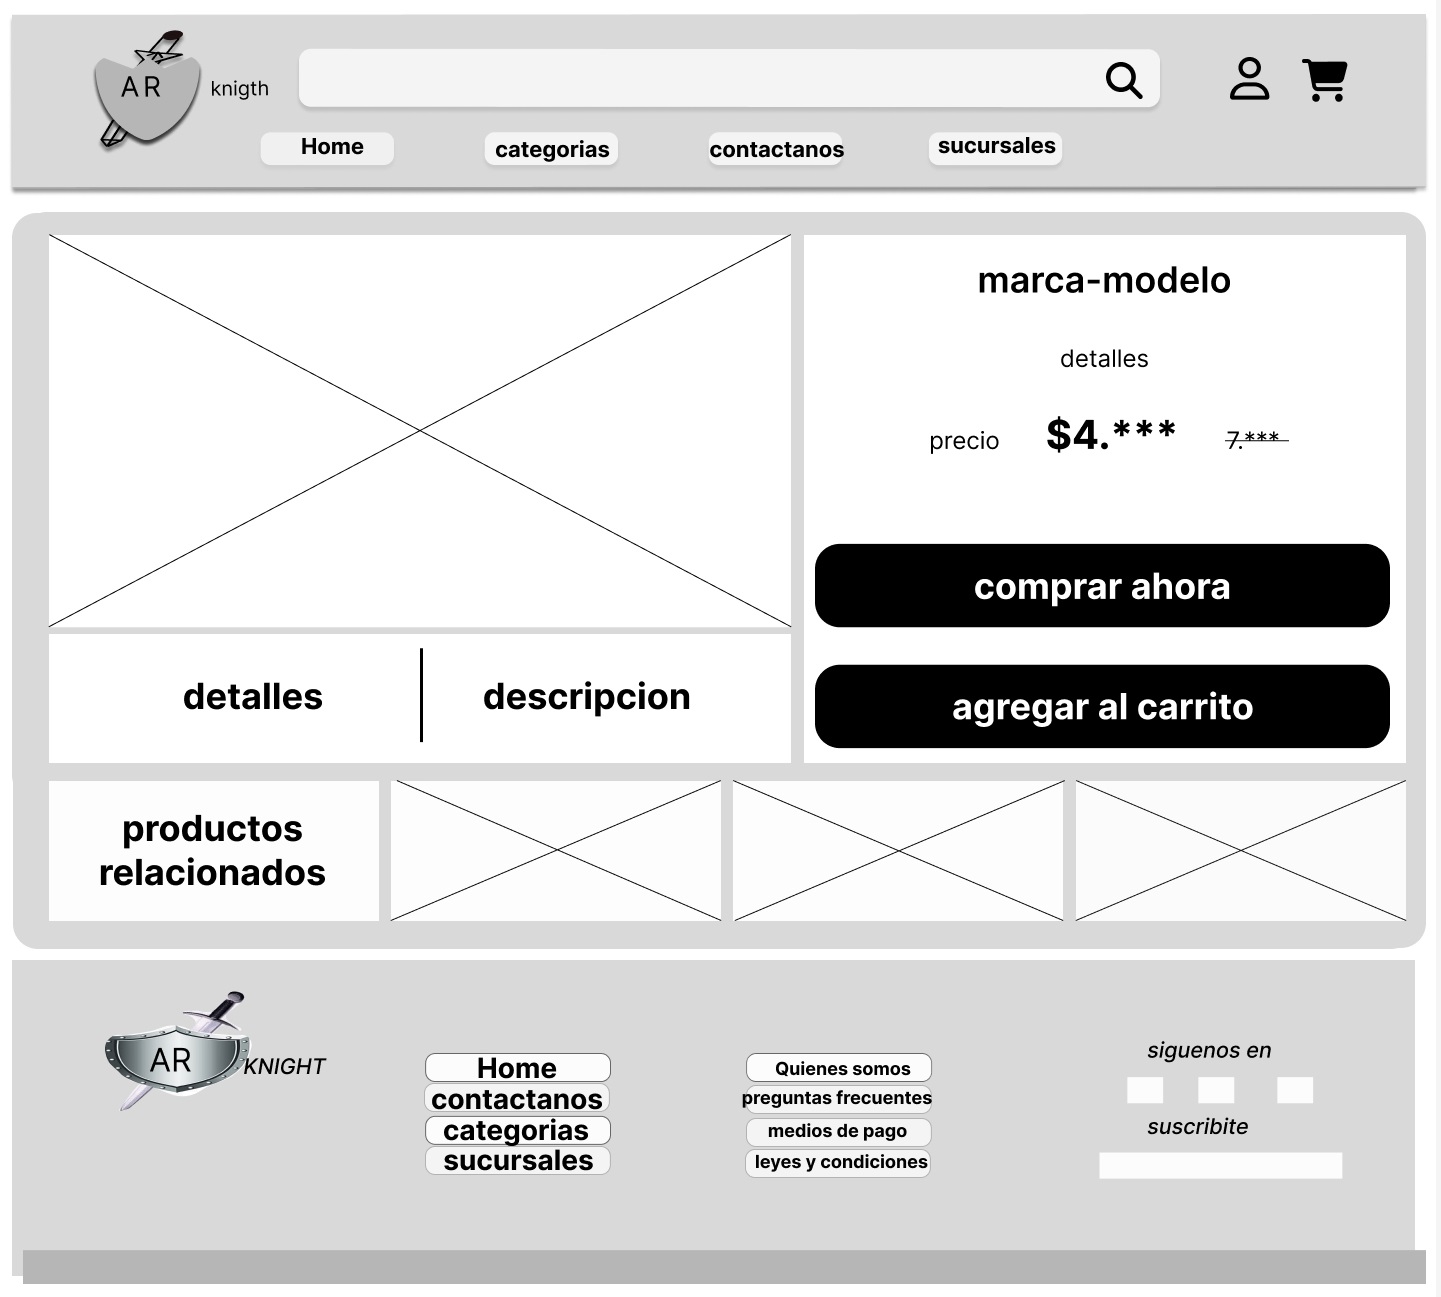 AR
knigth
Home
categorias
contactanos
sucursales
marca-modelo
detalles
precio $4.*** 7.***
comprar ahora
agregar al carrito
detalles
descripcion
productos
relacionados
AR
KNIGHT
Home
contactanos
categorias
sucursales
Quienes somos
preguntas frecuentes
medios de pago
leyes y condiciones
siguenos en
suscribite